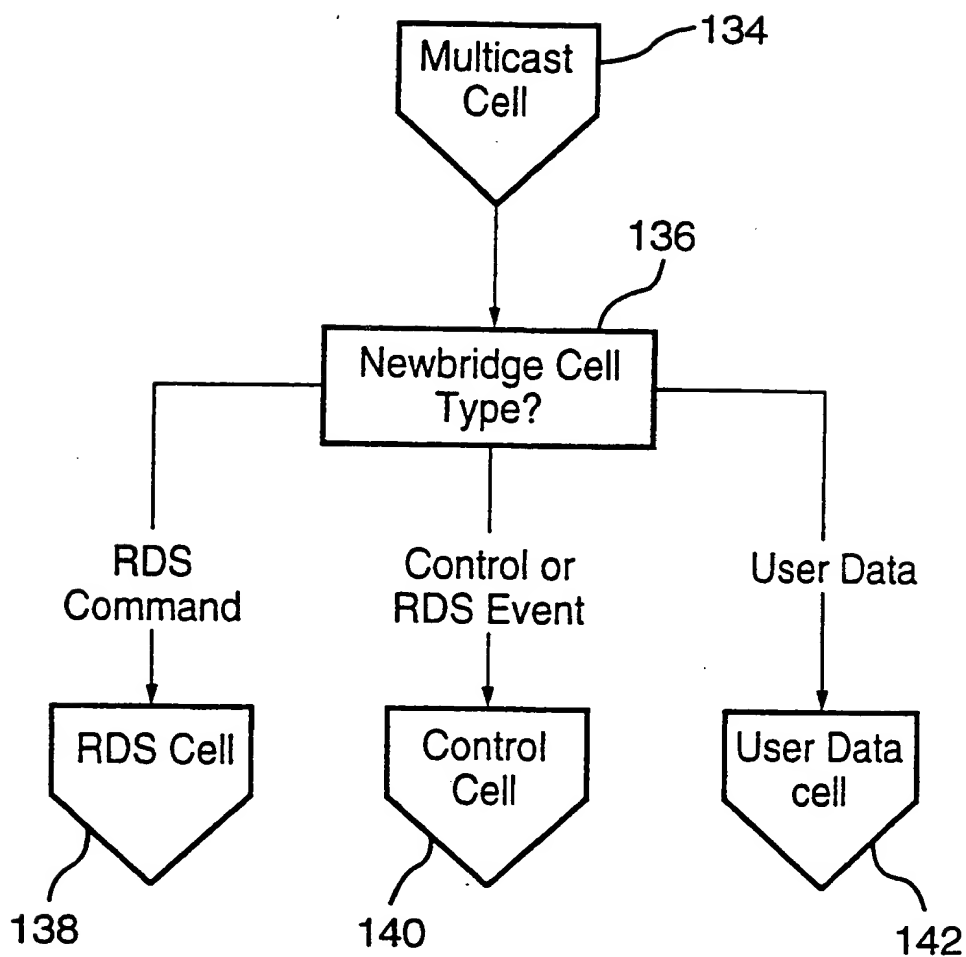 134
Multicast
Cell
136
Newbridge Cell
Type?
RDS
Command
Control or
RDS Event
User Data
RDS Cell
Control
Cell
User Data
cell
138
140
142